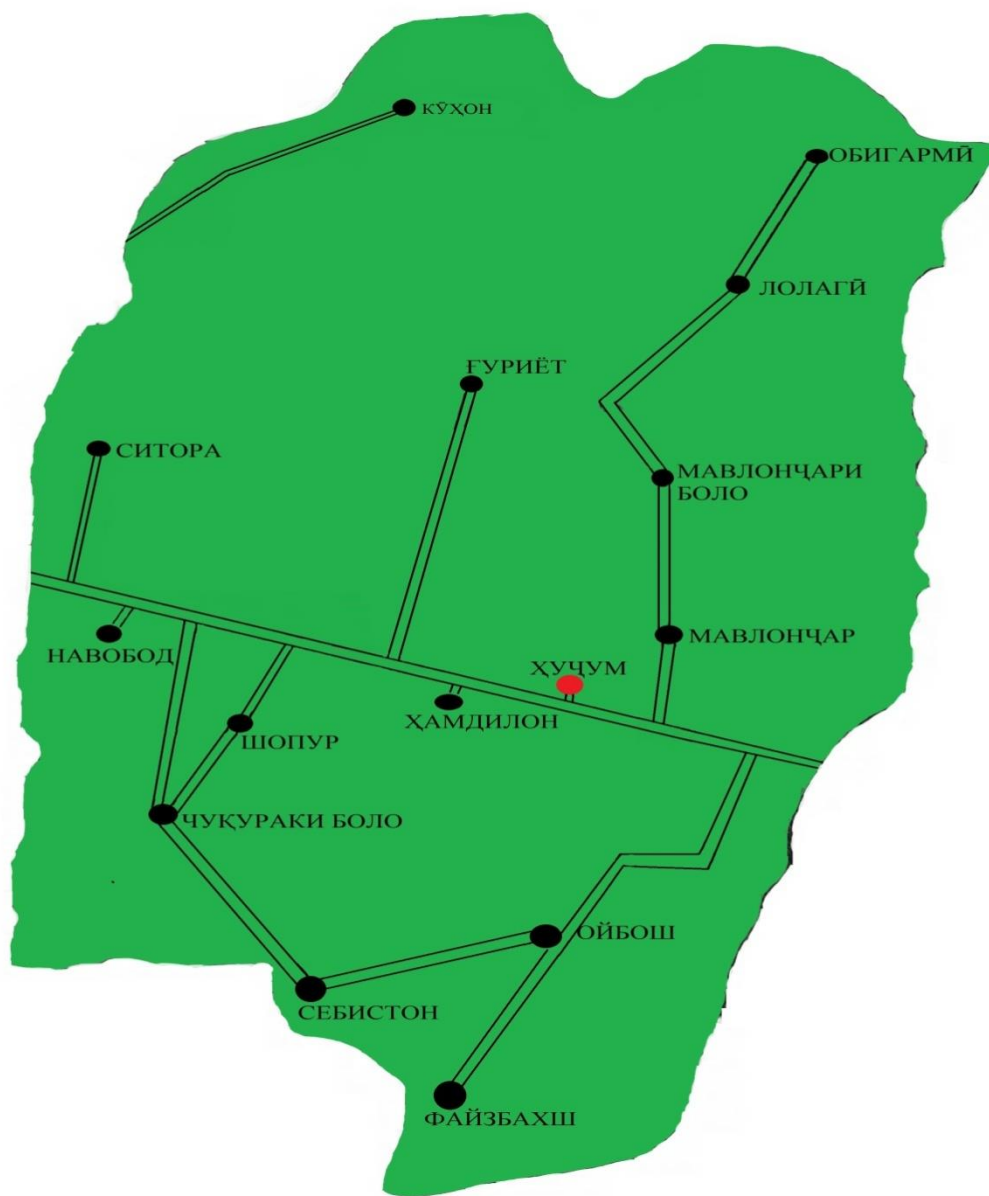 КӮҲОН
ОБИГАРМӢ
ЛОЛАГӢ
ҒУРИЁТ
СИТОРА
МАВЛОНҶАРИ
БОЛО
МАВЛОНҶАР
НАВОБОД
ҲУҶУМ
ҲАМДИЛОН
ШОПУР
ЧУҚУРАКИ БОЛО
ОЙБОШ
СЕБИСТОН
ФАЙЗБАХШ